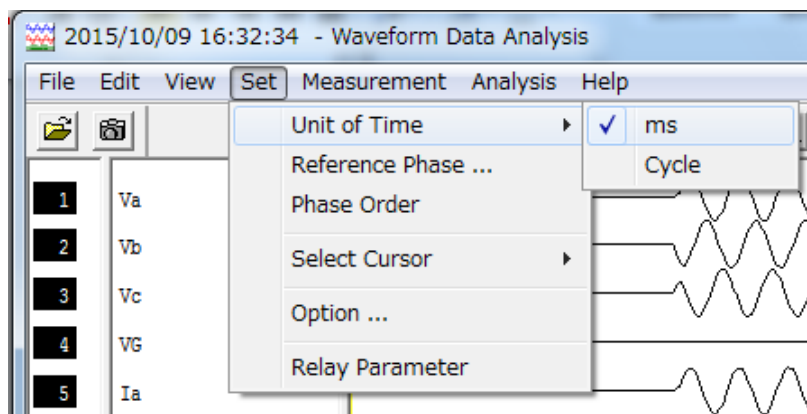 2015/10/09 16:32:34 - Waveform Data Analysis
File Edit View Set Measurement Analysis Help
Unit of Time
ms
Reference Phase ...
Cycle
Phase Order
Select Cursor
Option ...
Relay Parameter
1 Va
2 Vb
3 Vc
4 VG
5 Ia